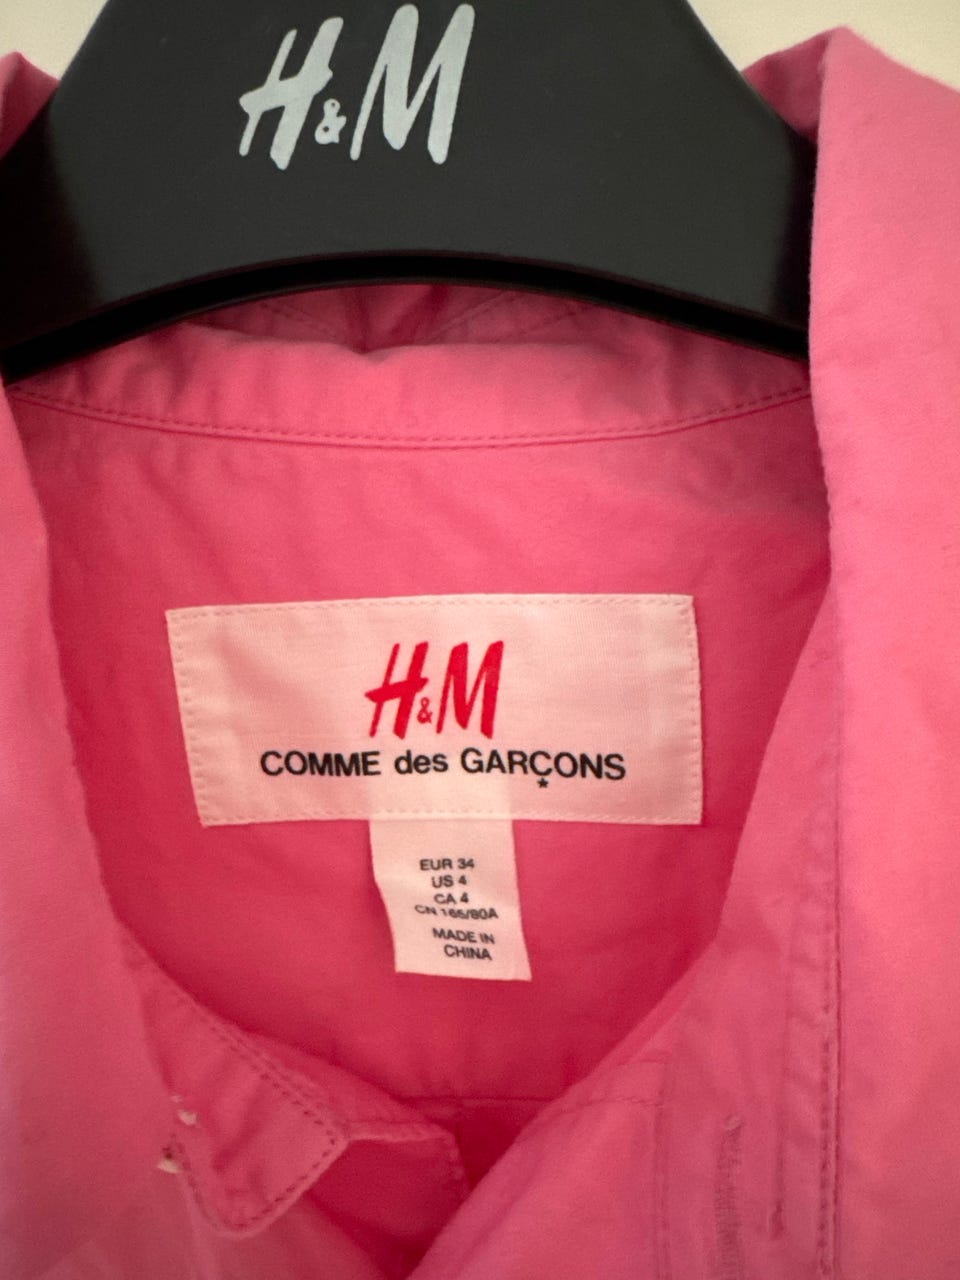 H&M
H&M
COMME des GARÇONS
EUR 34
US 4
CA 4
CN 165/80A
MADE IN
CHINA